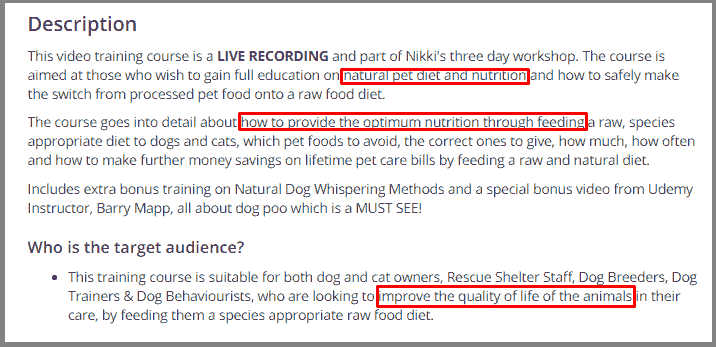 Description
This video training course is a LIVE RECORDING and part of Nikki's three day workshop. The course is
aimed at those who wish to gain full education on natural pet diet and nutrition and how to safely make
the switch from processed pet food onto a raw food diet.
The course goes into detail about how to provide the optimum nutrition through feeding a raw, species
appropriate diet to dogs and cats, which pet foods to avoid, the correct ones to give, how much, how often
and how to make further money savings on lifetime pet care bills by feeding a raw and natural diet.
Includes extra bonus training on Natural Dog Whispering Methods and a special bonus video from Udemy
Instructor, Barry Mapp, all about dog poo which is a MUST SEE!
Who is the target audience?
• This training course is suitable for both dog and cat owners, Rescue Shelter Staff, Dog Breeders, Dog
Trainers & Dog Behaviourists, who are looking to improve the quality of life of the animals in their
care, by feeding them a species appropriate raw food diet.